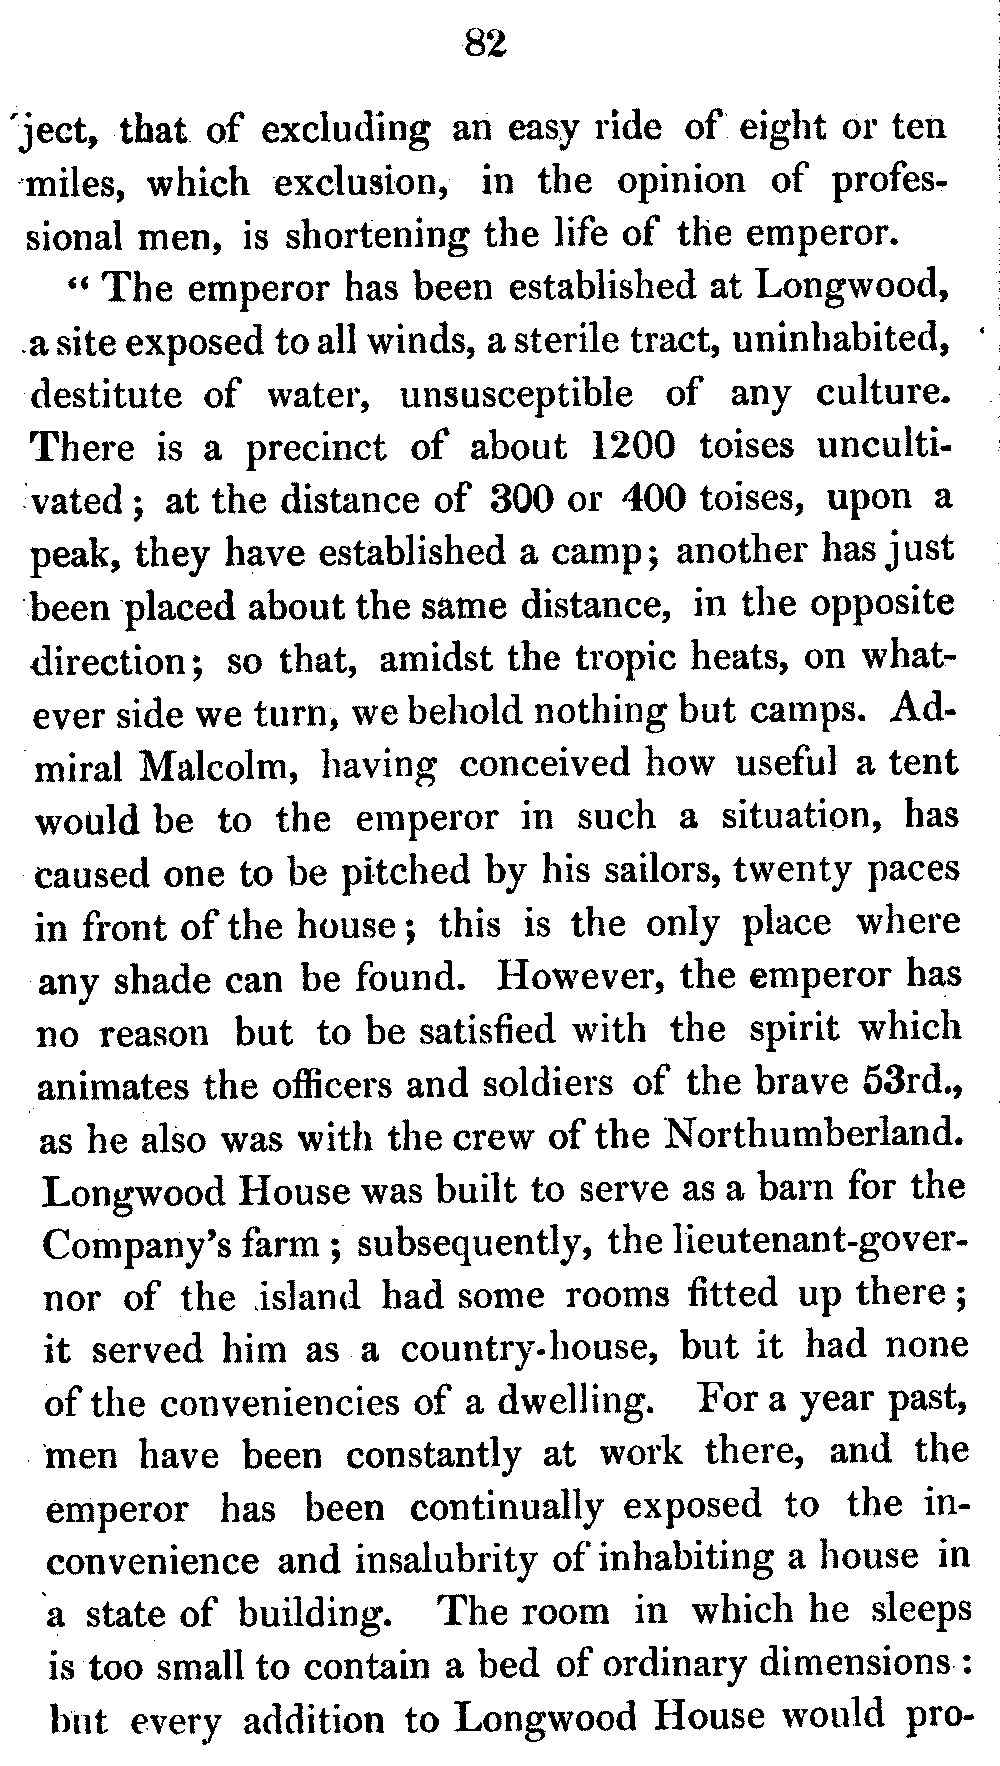 82
ject, that of excluding an easy ride of eight or ten
miles, which exclusion, in the opinion of profes-
sional men, is shortening the life of the emperor.
“ The emperor has been established at Longwood,
a site exposed to all winds, a sterile tract, uninhabited,
destitute of water, unsusceptible of any culture.
There is a precinct of about 1200 toises unculti-
vated ; at the distance of 300 or 400 toises, upon a
peak, they have established a camp; another has just
been placed about the same distance, in the opposite
direction; so that, amidst the tropic heats, on what-
ever side we turn, we behold nothing but camps. Ad-
miral Malcolm, having conceived how useful a tent
would be to the emperor in such a situation, has
caused one to be pitched by his sailors, twenty paces
in front of the house ; this is the only place where
any shade can be found. However, the emperor has
no reason but to be satisfied with the spirit which
animates the officers and soldiers of the brave 53rd.,
as he also was with the crew of the Northumberland.
Longwood House was built to serve as a barn for the
Company's farm ; subsequently, the lieutenant-gover-
nor of the island had some rooms fitted up there ;
it served him as a country-house, but it had none
of the conveniencies of a dwelling. For a year past,
men have been constantly at work there, and the
emperor has been continually exposed to the in-
convenience and insalubrity of inhabiting a house in
a state of building. The room in which he sleeps
is too small to contain a bed of ordinary dimensions :
but every addition to Longwood House would pro-